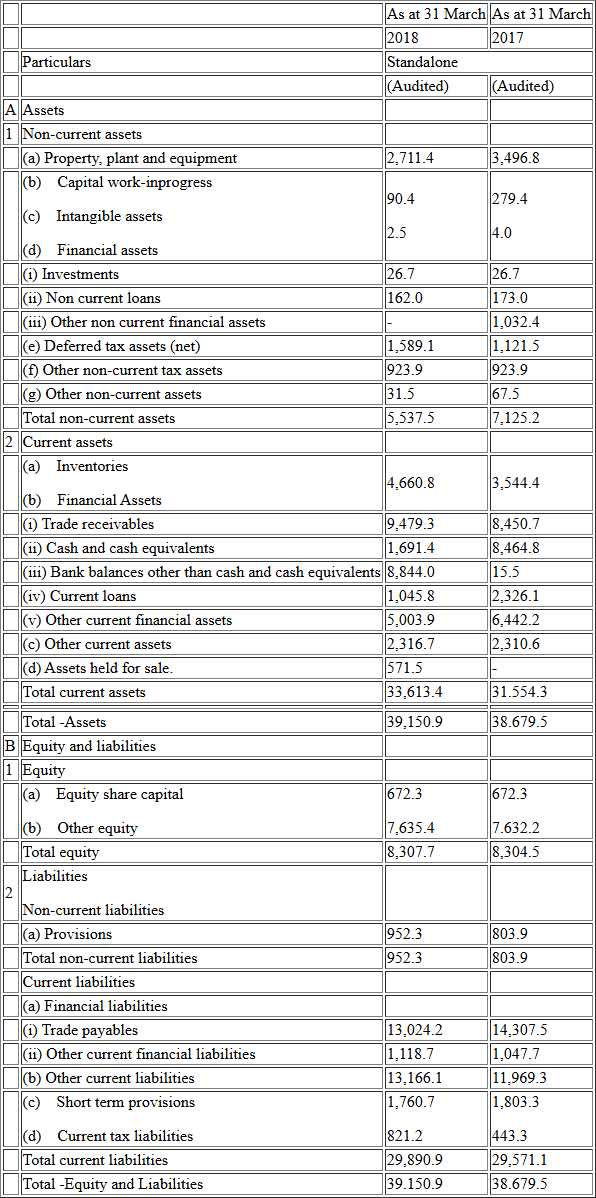 As at 31 March As at 31 March
2018 2017
Particulars Standalone
(Audited) (Audited)
A Assets
1 Non-current assets
(a) Property, plant and equipment 2,711.4 3,496.8
(b) Capital work-inprogress 90.4 279.4
(c) Intangible assets 2.5 4.0
(d) Financial assets
(i) Investments 26.7 26.7
(ii) Non current loans 162.0 173.0
(iii) Other non current financial assets - 1,032.4
(e) Deferred tax assets (net) 1,589.1 1,121.5
(f) Other non-current tax assets 923.9 923.9
(g) Other non-current assets 31.5 67.5
Total non-current assets 5,537.5 7,125.2
2 Current assets
(a) Inventories 4,660.8 3,544.4
(b) Financial Assets
(i) Trade receivables 9,479.3 8,450.7
(ii) Cash and cash equivalents 1,691.4 8,464.8
(iii) Bank balances other than cash and cash equivalents 8,844.0 15.5
(iv) Current loans 1,045.8 2,326.1
(v) Other current financial assets 5,003.9 6,442.2
(c) Other current assets 2,316.7 2,310.6
(d) Assets held for sale. 571.5 -
Total current assets 33,613.4 31.554.3
Total -Assets 39,150.9 38.679.5
B Equity and liabilities
1 Equity
(a) Equity share capital 672.3 672.3
(b) Other equity 7,635.4 7.632.2
Total equity 8,307.7 8,304.5
2 Liabilities
Non-current liabilities
(a) Provisions 952.3 803.9
Total non-current liabilities 952.3 803.9
Current liabilities
(a) Financial liabilities
(i) Trade payables 13,024.2 14,307.5
(ii) Other current financial liabilities 1,118.7 1,047.7
(b) Other current liabilities 13,166.1 11,969.3
(c) Short term provisions 1,760.7 1,803.3
(d) Current tax liabilities 821.2 443.3
Total current liabilities 29,890.9 29,571.1
Total -Equity and Liabilities 39.150.9 38.679.5